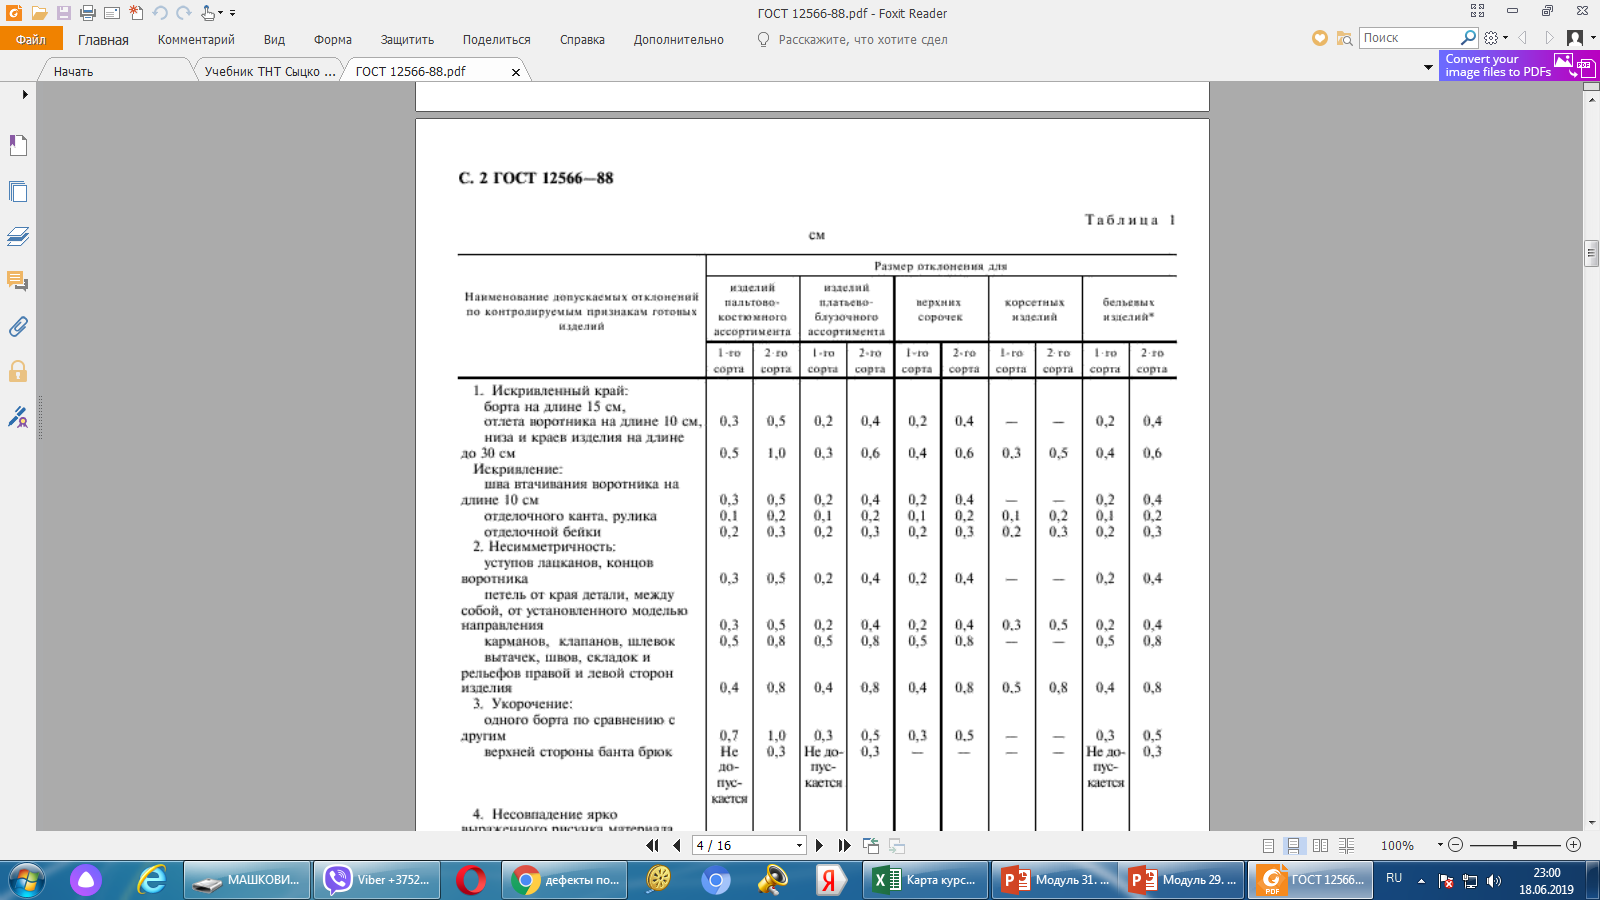 ГОСТ 12566-88.pdf - Foxit Reader
Файл Главная Комментарий Вид Форма Защитить Поделиться Справка Дополнительно Расскажите, что хотите сдел Поиск
Начать Учебник ТНТ Сыцко ... ГОСТ 12566-88.pdf
Convert your
image files to PDFs
С. 2 ГОСТ 12566—88
Таблица 1
см
Наименование допускаемых отклонений
по контролируемым признакам готовых
изделий
Размер отклонения для
изделий
пальтово-
костюмного
ассортимента
изделий
платьево-
блузочного
ассортимента
верхних
сорочек
корсетных
изделий
бельевых
изделий*
1-го 2-го 1-го 2-го 1-го 2-го 1-го 2-го 1-го 2-го
сорта сорта сорта сорта сорта сорта сорта сорта сорта сорта
1. Искривленный край:
борта на длине 15 см,
отлета воротника на длине 10 см, 0,3 0,5 0,2 0,4 0,2 0,4 — — 0,2 0,4
низа и краев изделия на длине
до 30 см 0,5 1,0 0,3 0,6 0,4 0,6 0,3 0,5 0,4 0,6
Искривление:
шва втачивания воротника на
длине 10 см 0,3 0,5 0,2 0,4 0,2 0,4 — — 0,2 0,4
отделочного канта, рулика 0,1 0,2 0,1 0,2 0,1 0,2 0,1 0,2 0,1 0,2
отделочной бейки 0,2 0,3 0,2 0,3 0,2 0,3 0,2 0,3 0,2 0,3
2. Несимметричность:
уступов лацканов, концов
воротника 0,3 0,5 0,2 0,4 0,2 0,4 — — 0,2 0,4
петель от края детали, между
собой, от установленного моделью
направления 0,3 0,5 0,2 0,4 0,2 0,4 0,3 0,5 0,2 0,4
карманов, клапанов, шлевок 0,5 0,8 0,5 0,8 0,5 0,8 — — 0,5 0,8
вытачек, швов, складок и
рельефов правой и левой сторон
изделия 0,4 0,8 0,4 0,8 0,4 0,8 0,5 0,8 0,4 0,8
3. Укорочение:
одного борта по сравнению с
другим 0,7 1,0 0,3 0,5 0,3 0,5 — — 0,3 0,5
верхней стороны банта брюк Не 0,3 Не до- 0,3 — — — — Не до- 0,3
до- пус- пус-
пус- кается кается
кается
4. Несовпадение ярко
выраженного рисунка материала
4 / 16 100%
МАШКОВИ... Viber +3752... дефекты по... Карта курс... Модуль 31. ... Модуль 29. ... ГОСТ 12566... RU 23:00
18.06.2019